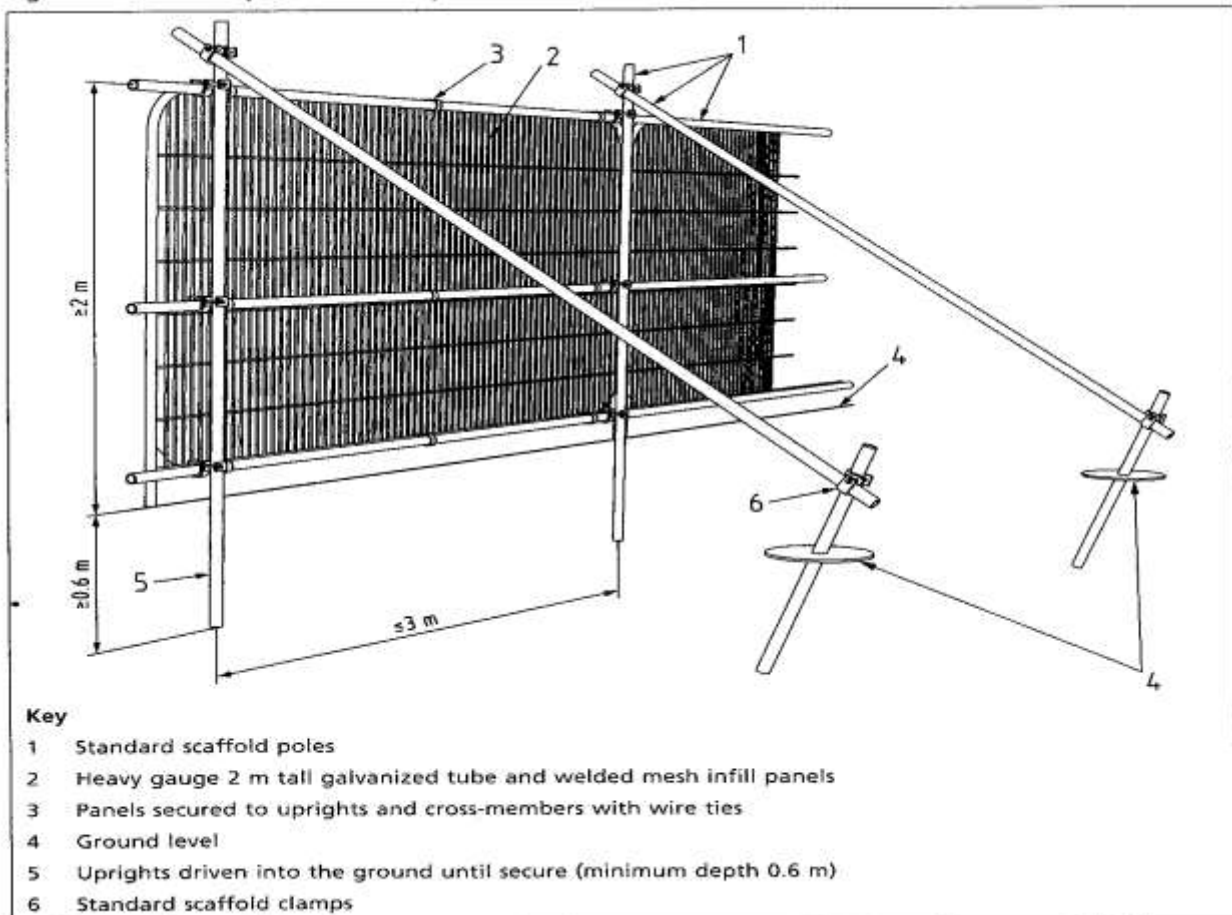 3
2
1
≥2 m
4
6
≥0.6 m
5
≤3 m
4
Key
1 Standard scaffold poles
2 Heavy gauge 2 m tall galvanized tube and welded mesh infill panels
3 Panels secured to uprights and cross-members with wire ties
4 Ground level
5 Uprights driven into the ground until secure (minimum depth 0.6 m)
6 Standard scaffold clamps